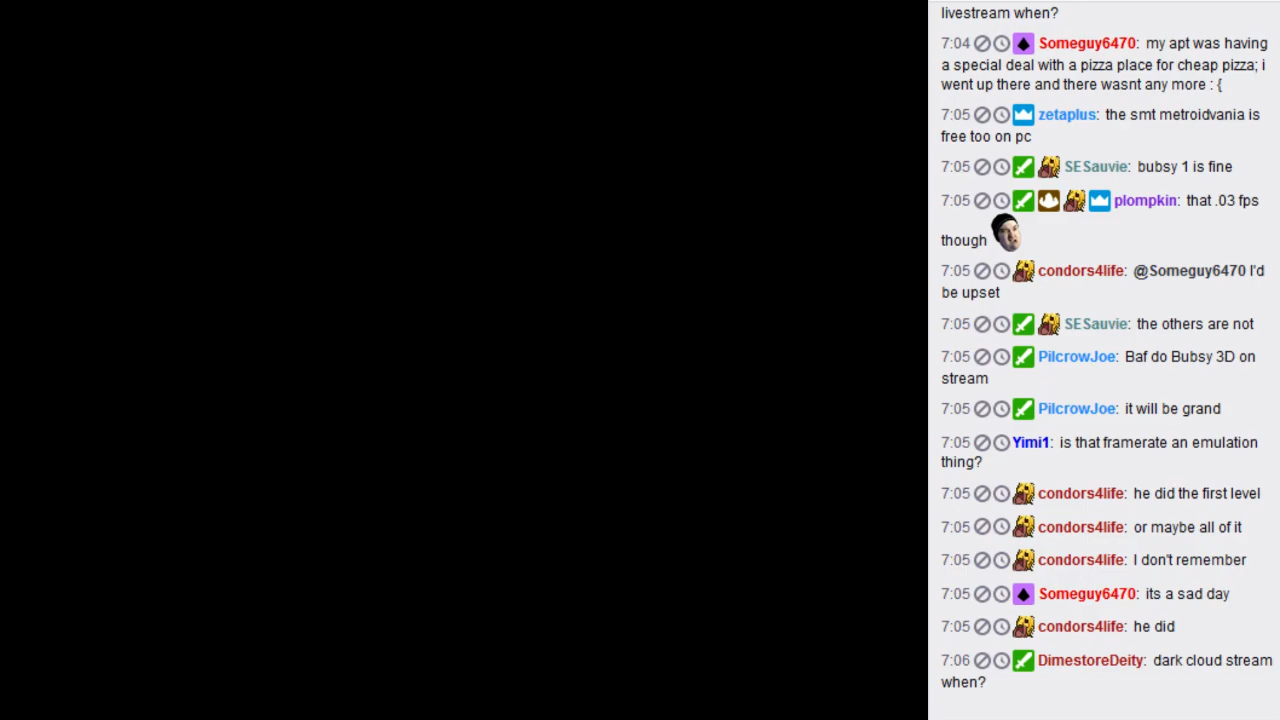 livestream when?
7:04 Someguy6470: my apt was having
a special deal with a pizza place for cheap pizza; i
went up there and there wasnt any more : {
7:05 zetaplus: the smt metroidvania is
free too on pc
7:05 SESauvie: bubsy 1 is fine
7:05 plompkin: that .03 fps
though
7:05 condors4life: @Someguy6470 I'd
be upset
7:05 SESauvie: the others are not
7:05 PilcrowJoe: Baf do Bubsy 3D on
stream
7:05 PilcrowJoe: it will be grand
7:05 Yimi1: is that framerate an emulation
thing?
7:05 condors4life: he did the first level
7:05 condors4life: or maybe all of it
7:05 condors4life: I don't remember
7:05 Someguy6470: its a sad day
7:05 condors4life: he did
7:06 DimestoreDeity: dark cloud stream
when?